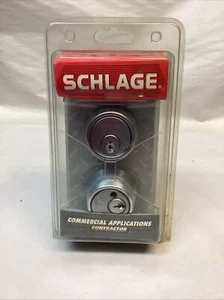 SCHLAGE
COMMERCIAL APPLICATIONS
CONTRACTOR